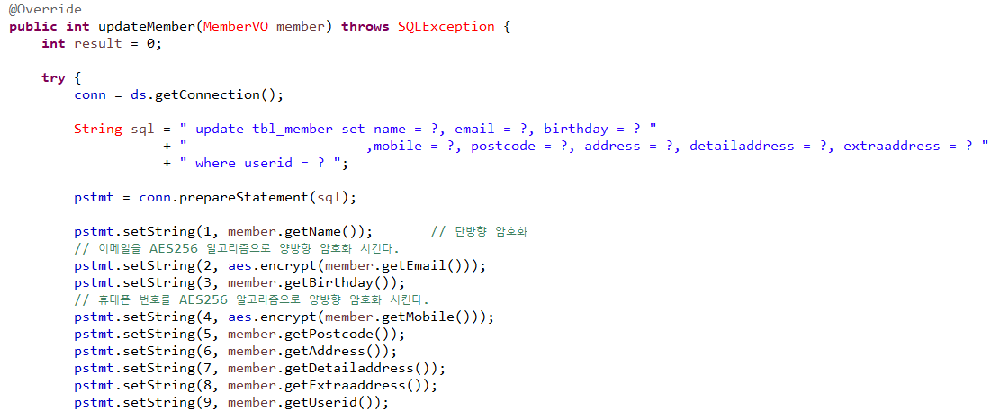 @Override
public int updateMember(MemberVO member) throws SQLException {
    int result = 0;

    try {
        conn = ds.getConnection();

        String sql = " update tbl_member set name = ?, email = ?, birthday = ? "
                   + "                      ,mobile = ?, postcode = ?, address = ?, detailaddress = ?, extraaddress = ? "
                   + " where userid = ? ";

        pstmt = conn.prepareStatement(sql);

        pstmt.setString(1, member.getName());       // 단방향 암호화
        // 이메일을 AES256 알고리즘으로 양방향 암호화 시킨다.
        pstmt.setString(2, aes.encrypt(member.getEmail()));
        pstmt.setString(3, member.getBirthday());
        // 휴대폰 번호를 AES256 알고리즘으로 양방향 암호화 시킨다.
        pstmt.setString(4, aes.encrypt(member.getMobile()));
        pstmt.setString(5, member.getPostcode());
        pstmt.setString(6, member.getAddress());
        pstmt.setString(7, member.getDetailaddress());
        pstmt.setString(8, member.getExtraaddress());
        pstmt.setString(9, member.getUserid());